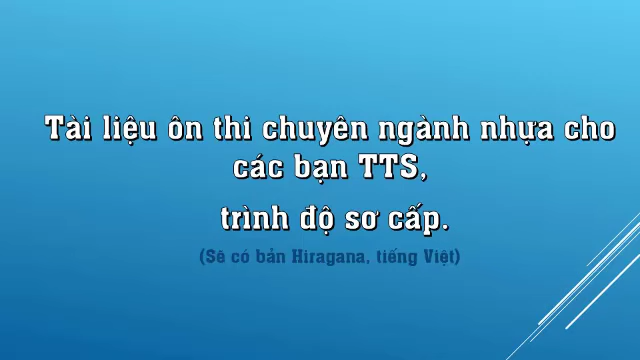 Tài liệu ôn thi chuyên ngành nhựa cho
các bạn TTS,
trình độ sơ cấp.
(Sẽ có bản Hiragana, tiếng Việt)